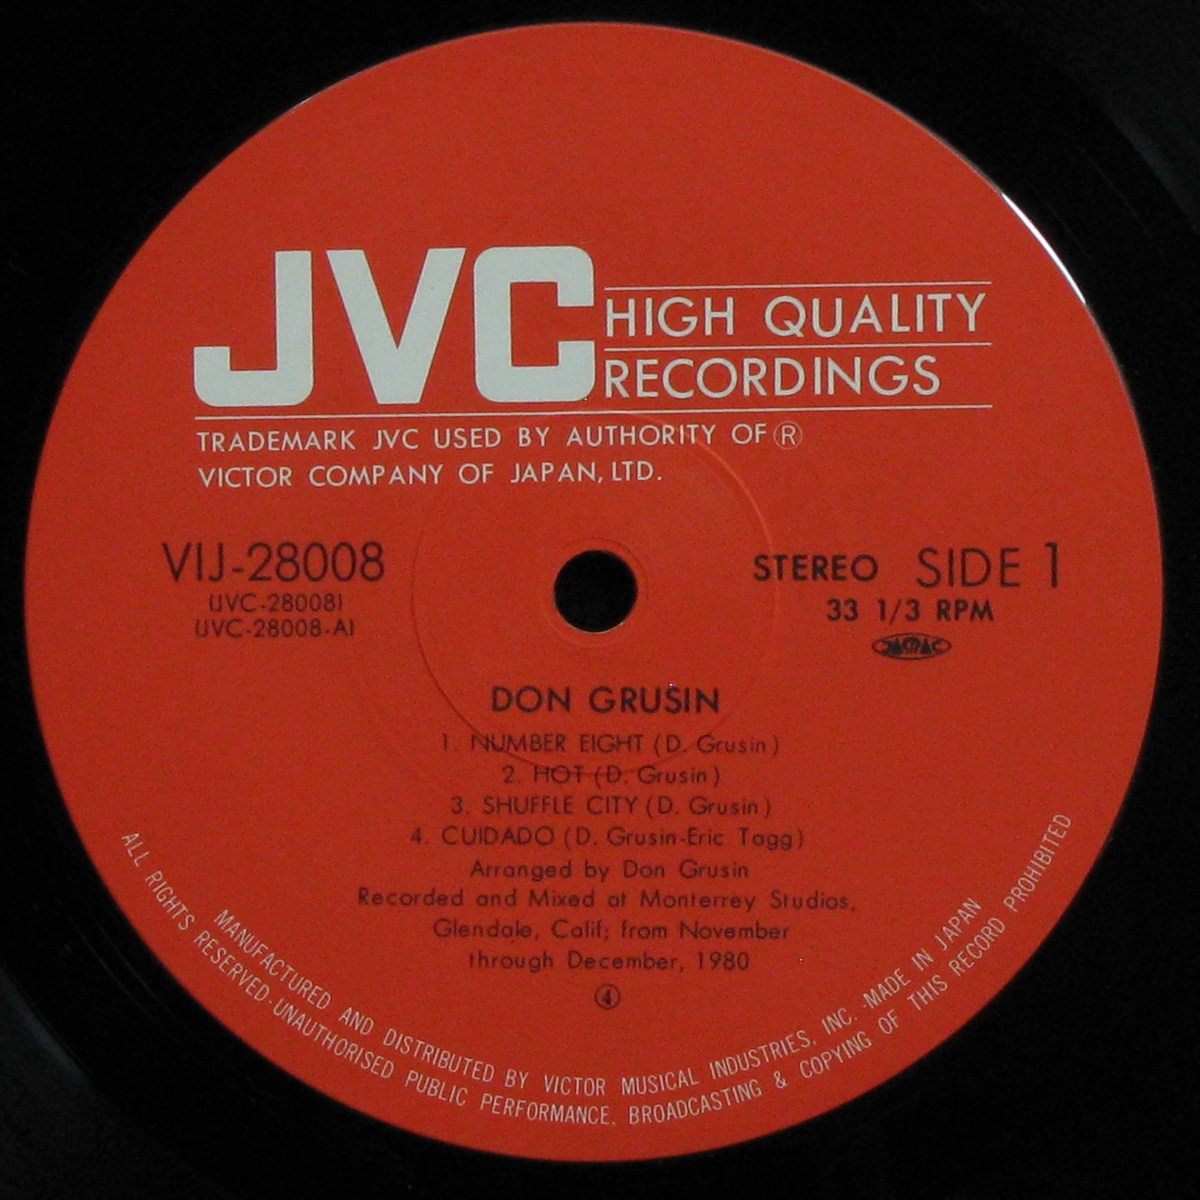 JVC HIGH QUALITY
RECORDINGS
TRADEMARK JVC USED BY AUTHORITY OF Ⓡ
VICTOR COMPANY OF JAPAN, LTD.
VIJ-28008
(JVC-28008)
(JVC-28008-A)
STEREO SIDE 1
33 1/3 RPM
JASRAC
DON GRUSIN
1. NUMBER EIGHT (D. Grusin)
2. HOT (D. Grusin)
3. SHUFFLE CITY (D. Grusin)
4. CUIDADO (D. Grusin-Eric Tagg)
Arranged by Don Grusin
Recorded and Mixed at Monterrey Studios,
Glendale, Calif; from November
through December, 1980
④
MANUFACTURED AND DISTRIBUTED BY VICTOR MUSICAL INDUSTRIES, INC. · MADE IN JAPAN
ALL RIGHTS RESERVED·UNAUTHORISED PUBLIC PERFORMANCE, BROADCASTING & COPYING OF THIS RECORD PROHIBITED